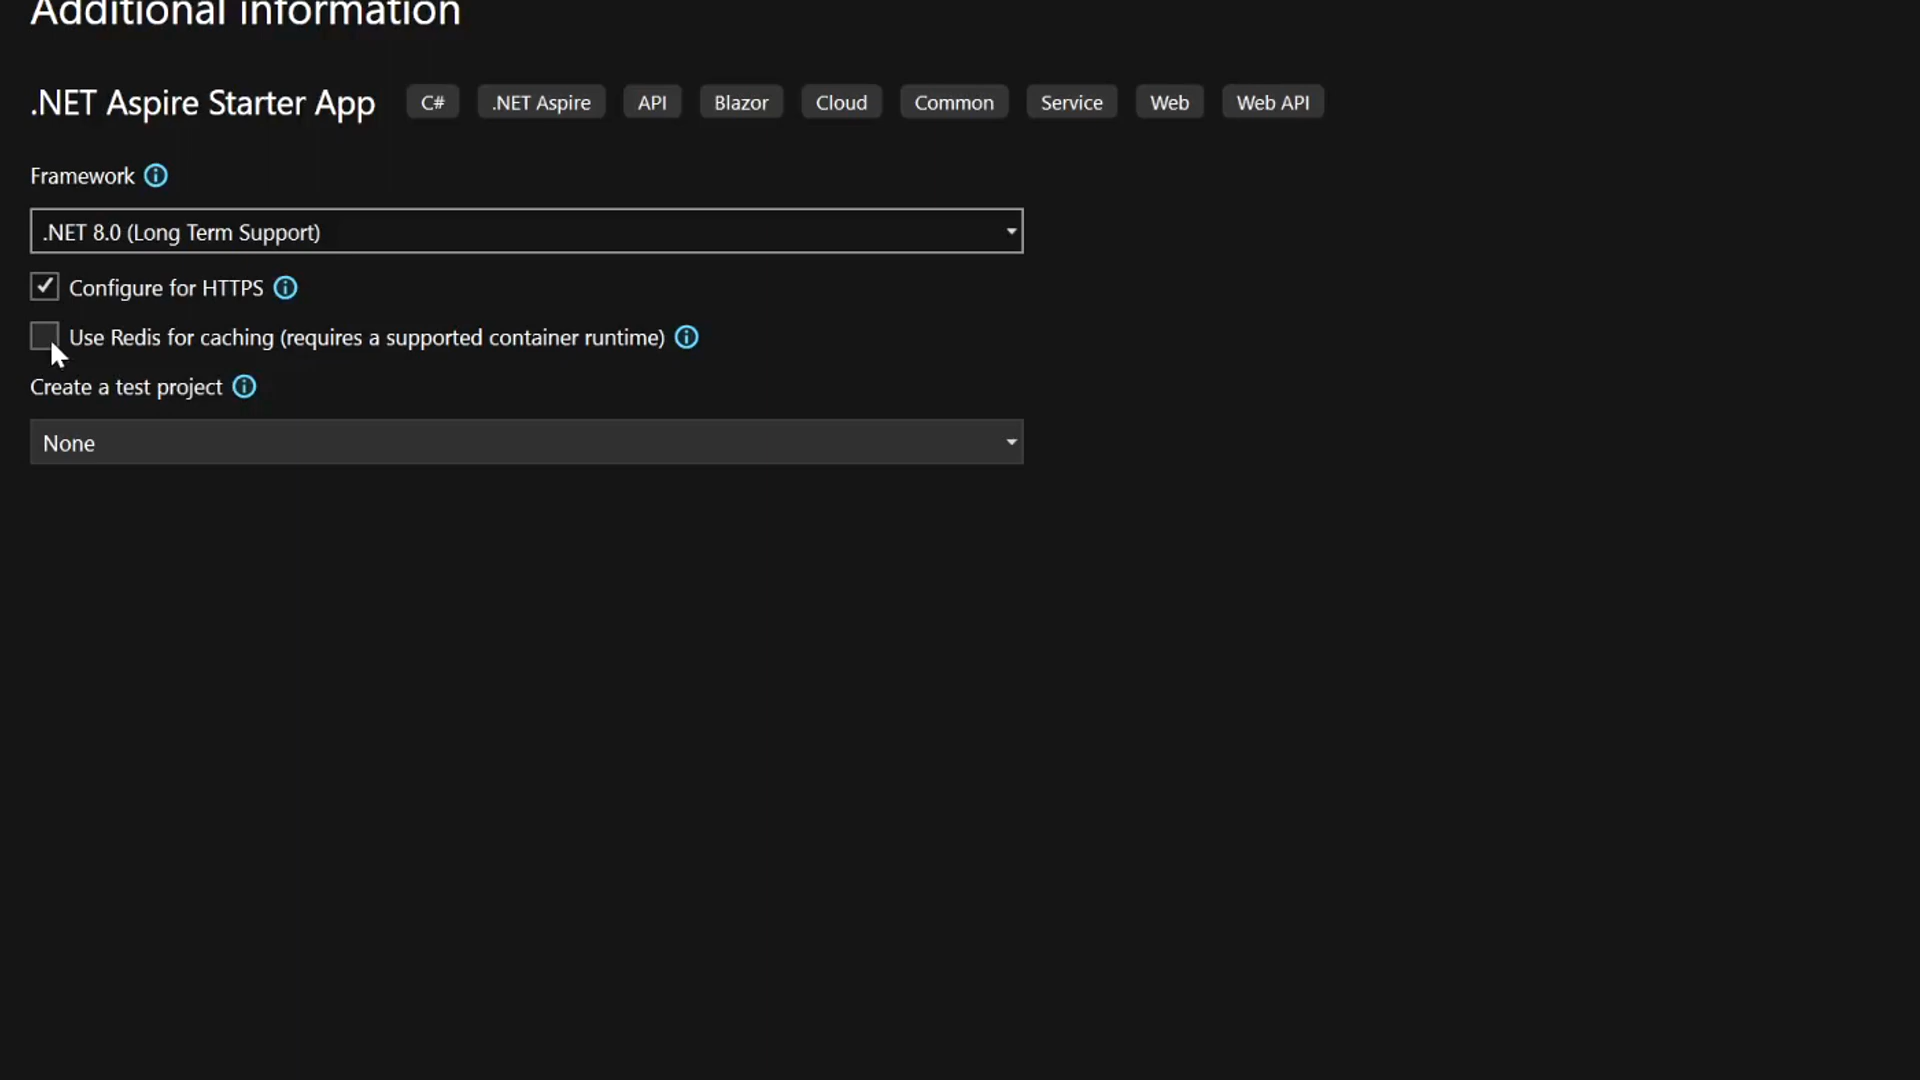 Additional information
.NET Aspire Starter App C# .NET Aspire API Blazor Cloud Common Service Web Web API
Framework
.NET 8.0 (Long Term Support)
Configure for HTTPS
Use Redis for caching (requires a supported container runtime)
Create a test project
None